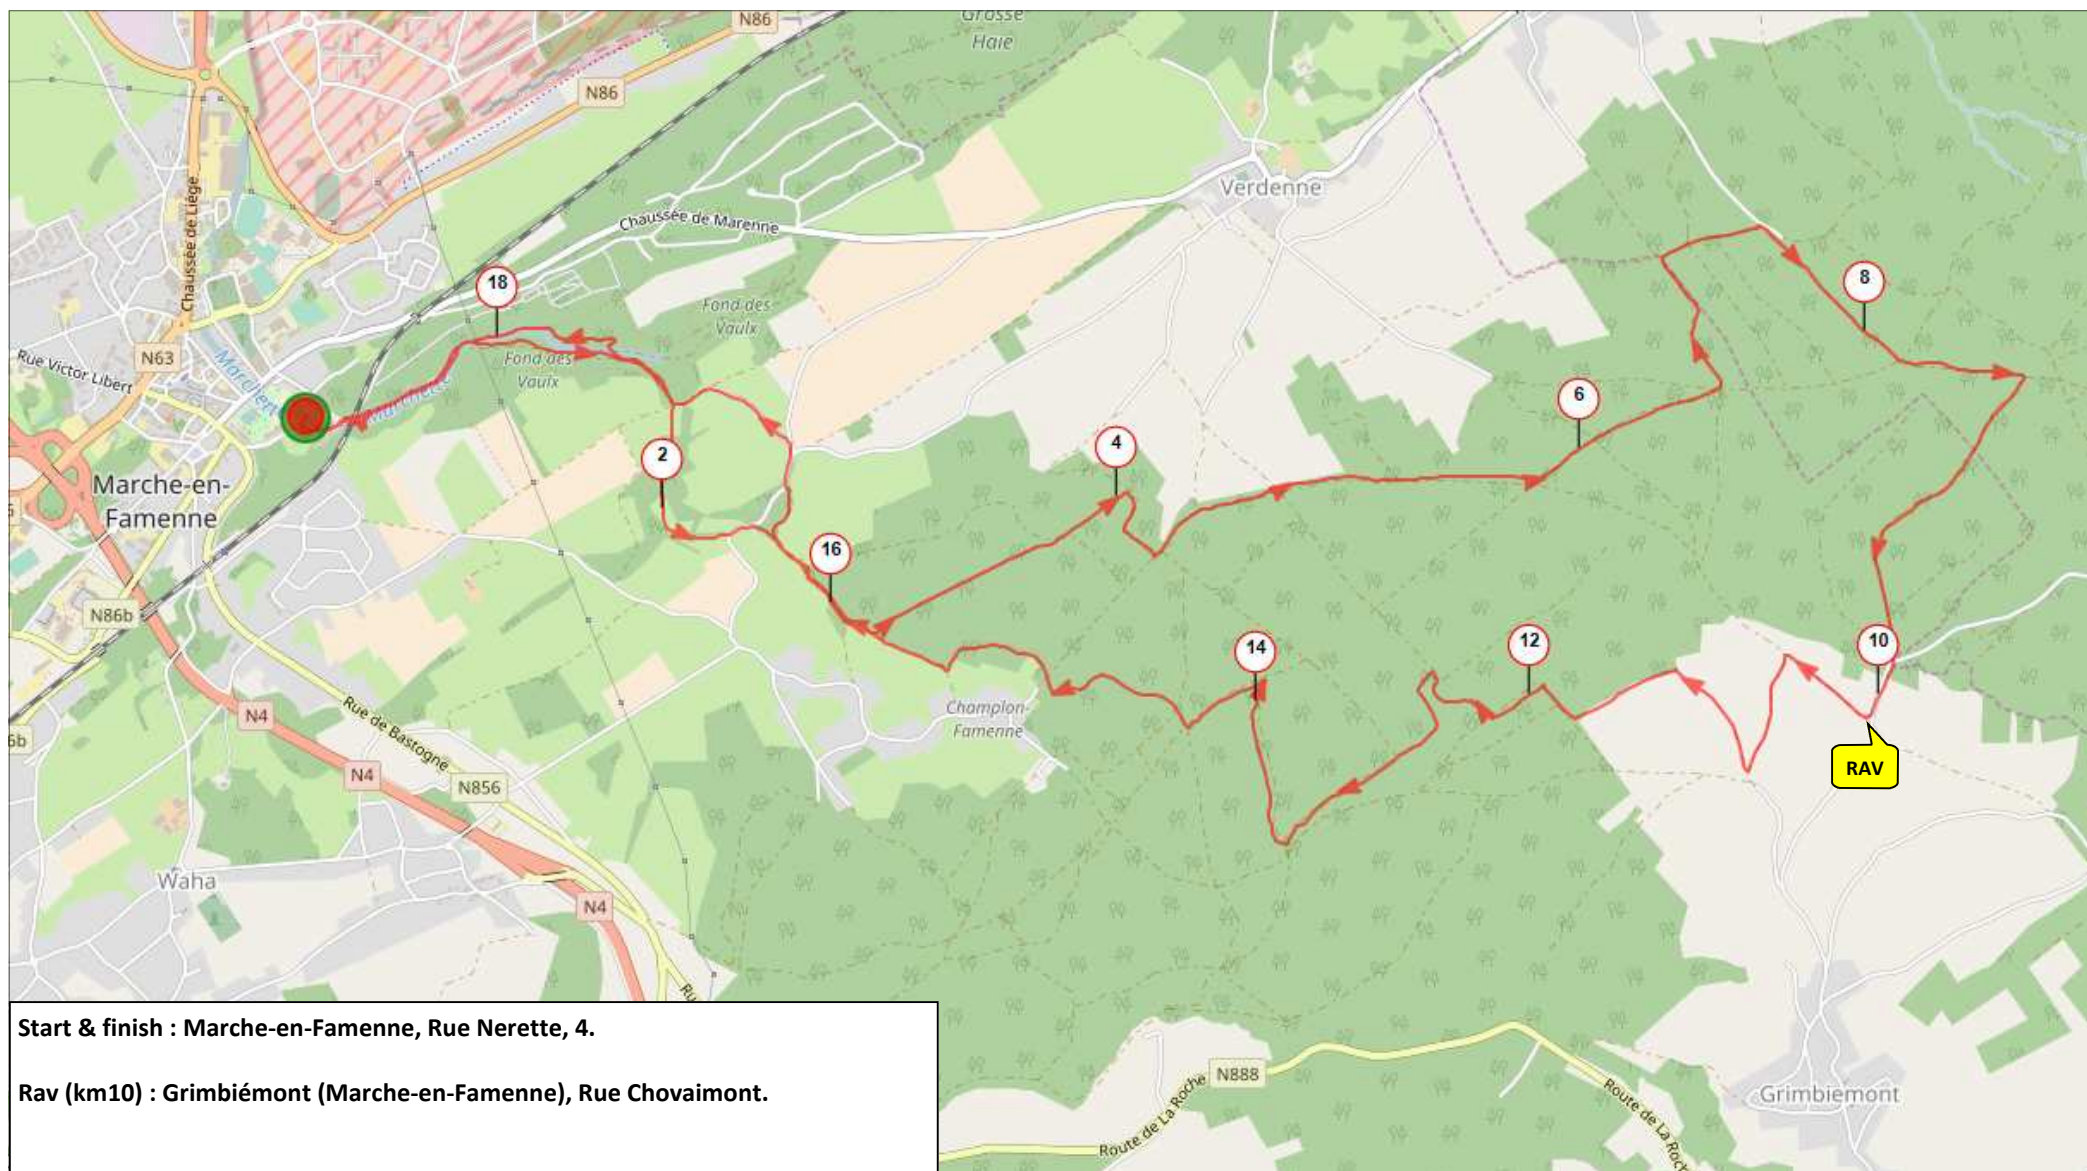 N86
Grosse
Haie
N86
Chaussée de Liège
Verdenne
Chaussée de Marenne
18
8
Fond des
Vaulx
N63
Rue Victor Libert
Fond des
Vaulx
6
4
2
Marche-en-
Famenne
16
N86b
14
12
10
Champlon-
Famenne
N4
Rue de Bastogne
6b
N4
N856
RAV
Waha
N4
Start & finish : Marche-en-Famenne, Rue Nerette, 4.
Rav (km10) : Grimbiémont (Marche-en-Famenne), Rue Chovaimont.
N888
Route de La Roche
Route de La Roch
Grimbiemont